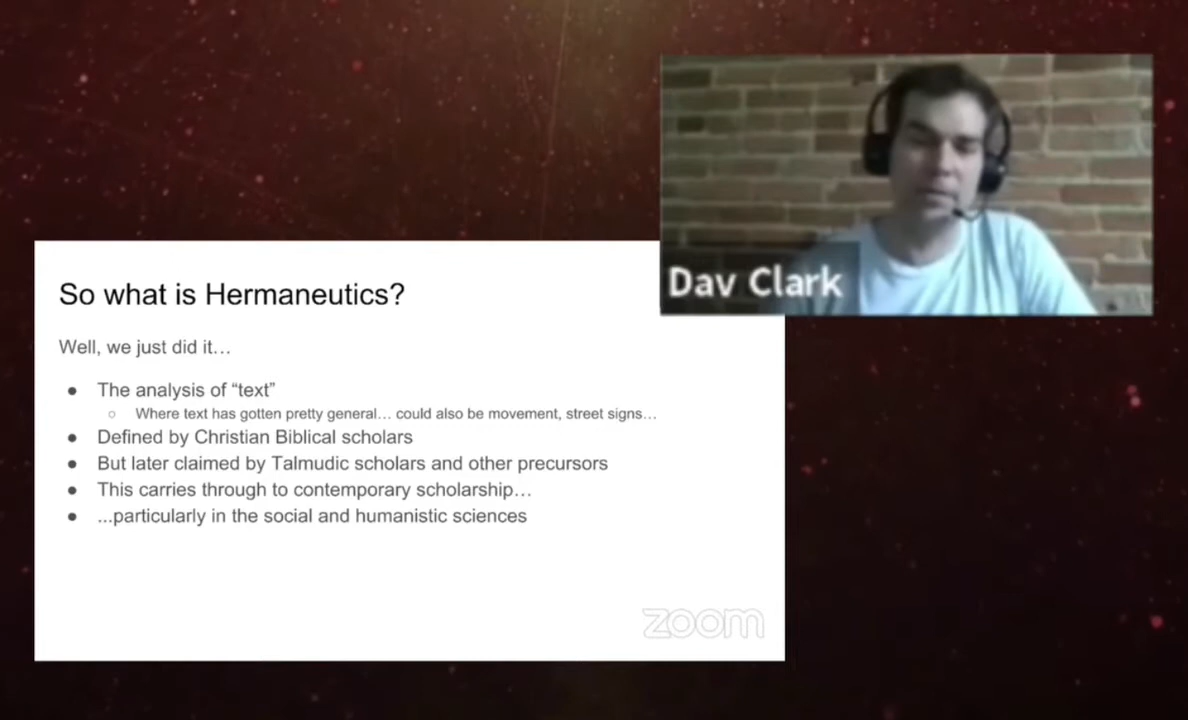 Dav Clark
So what is Hermaneutics?
Well, we just did it…
● The analysis of “text”
○ Where text has gotten pretty general… could also be movement, street signs…
● Defined by Christian Biblical scholars
● But later claimed by Talmudic scholars and other precursors
● This carries through to contemporary scholarship…
● ...particularly in the social and humanistic sciences
zoom